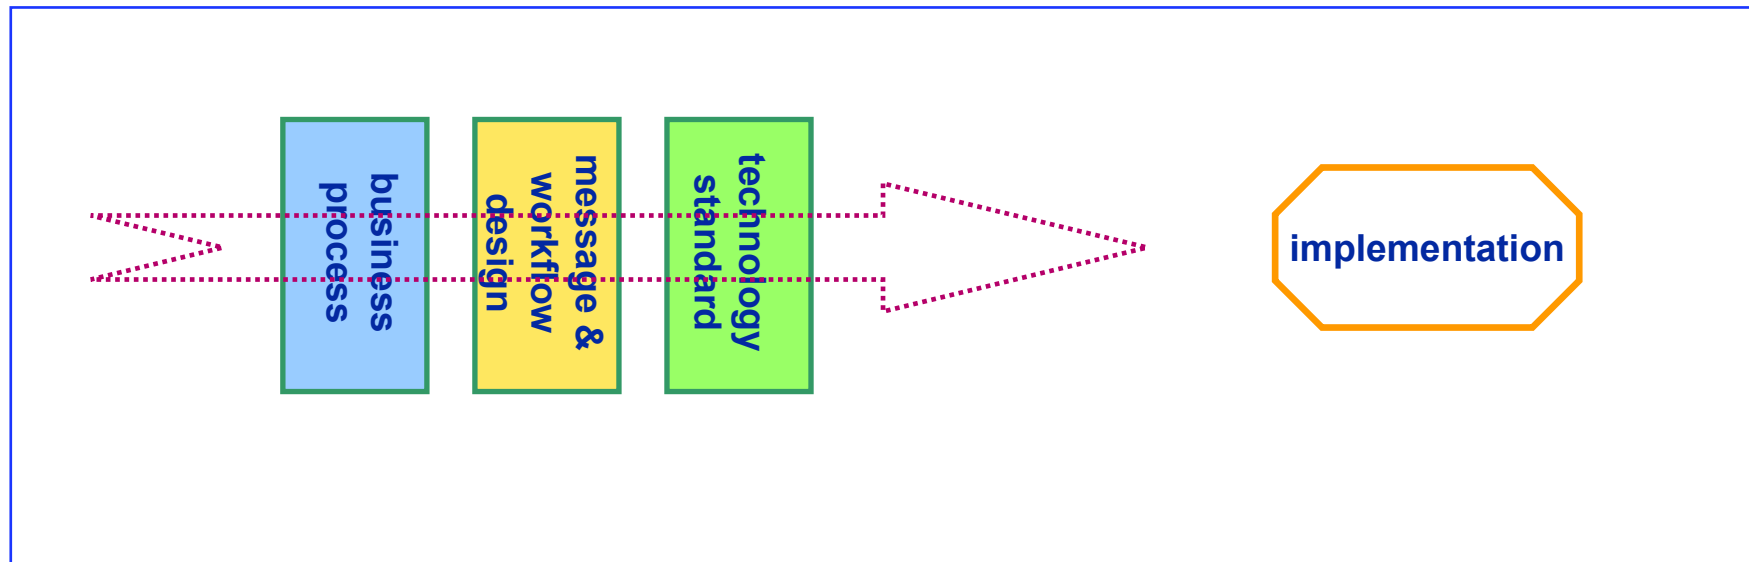 business
process
message &
workflow
design
technology
standard
implementation